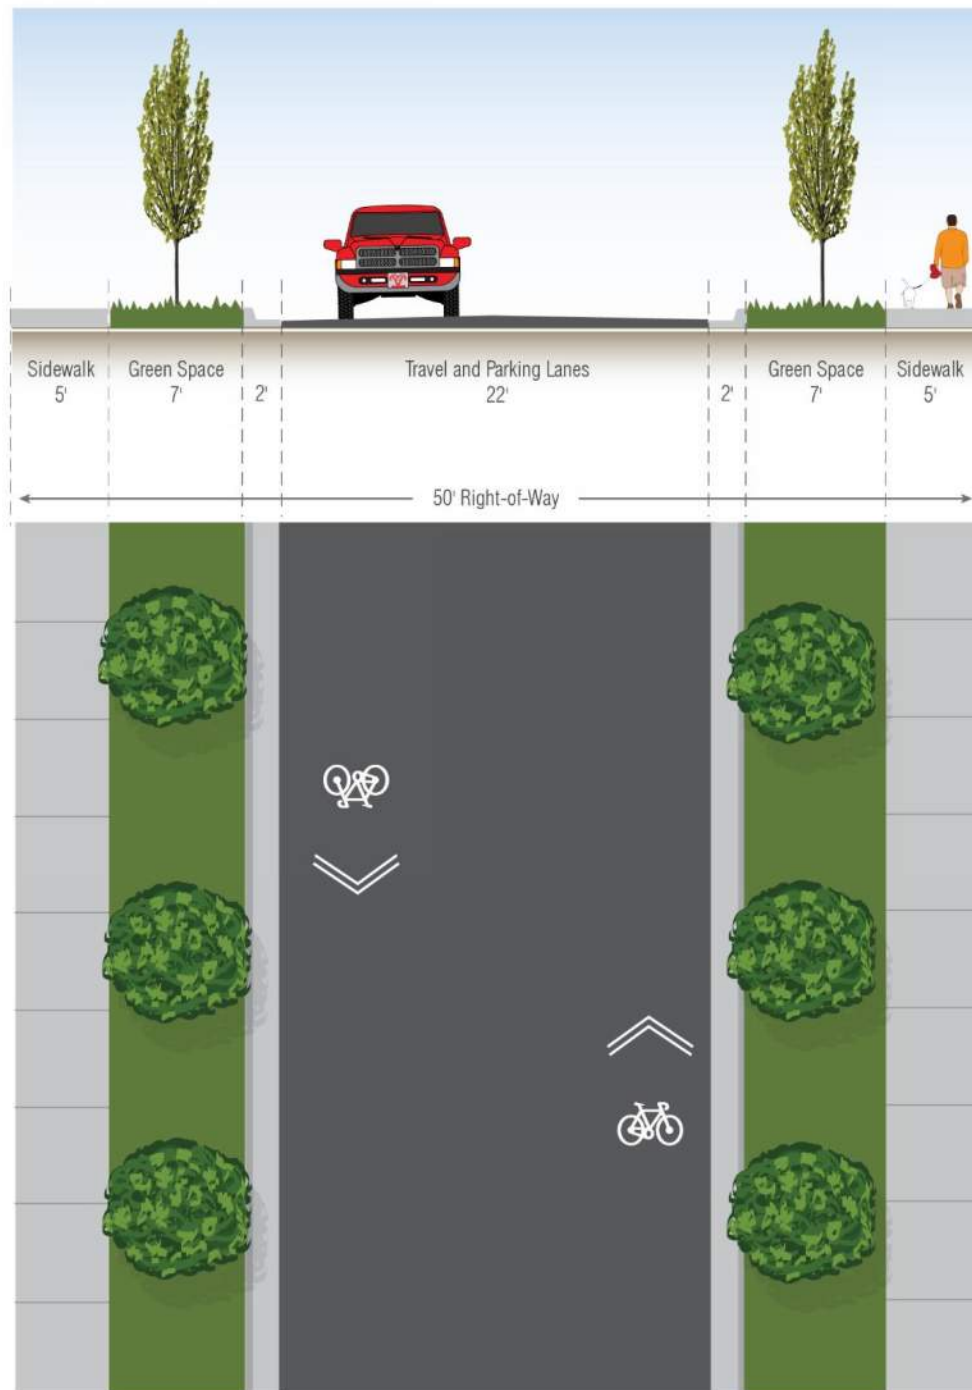 Sidewalk
5'
Green Space
7'
2'
Travel and Parking Lanes
22'
2'
Green Space
7'
Sidewalk
5'
50' Right-of-Way